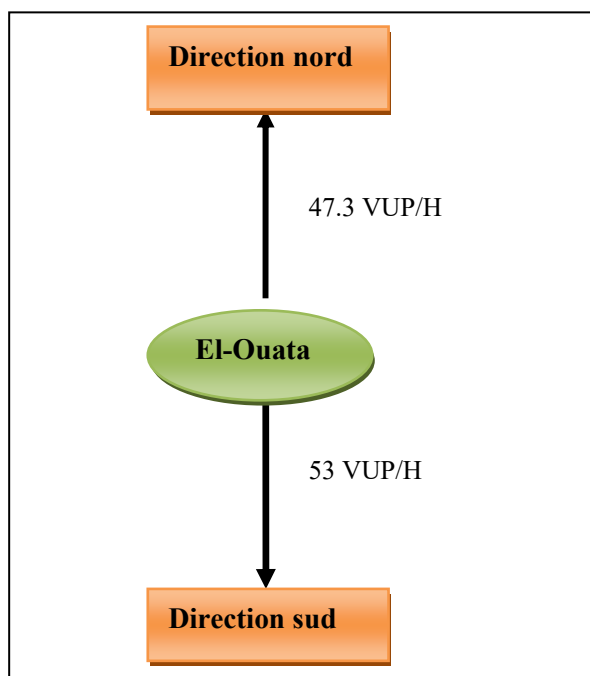 Direction nord
47.3 VUP/H
El-Ouata
53 VUP/H
Direction sud